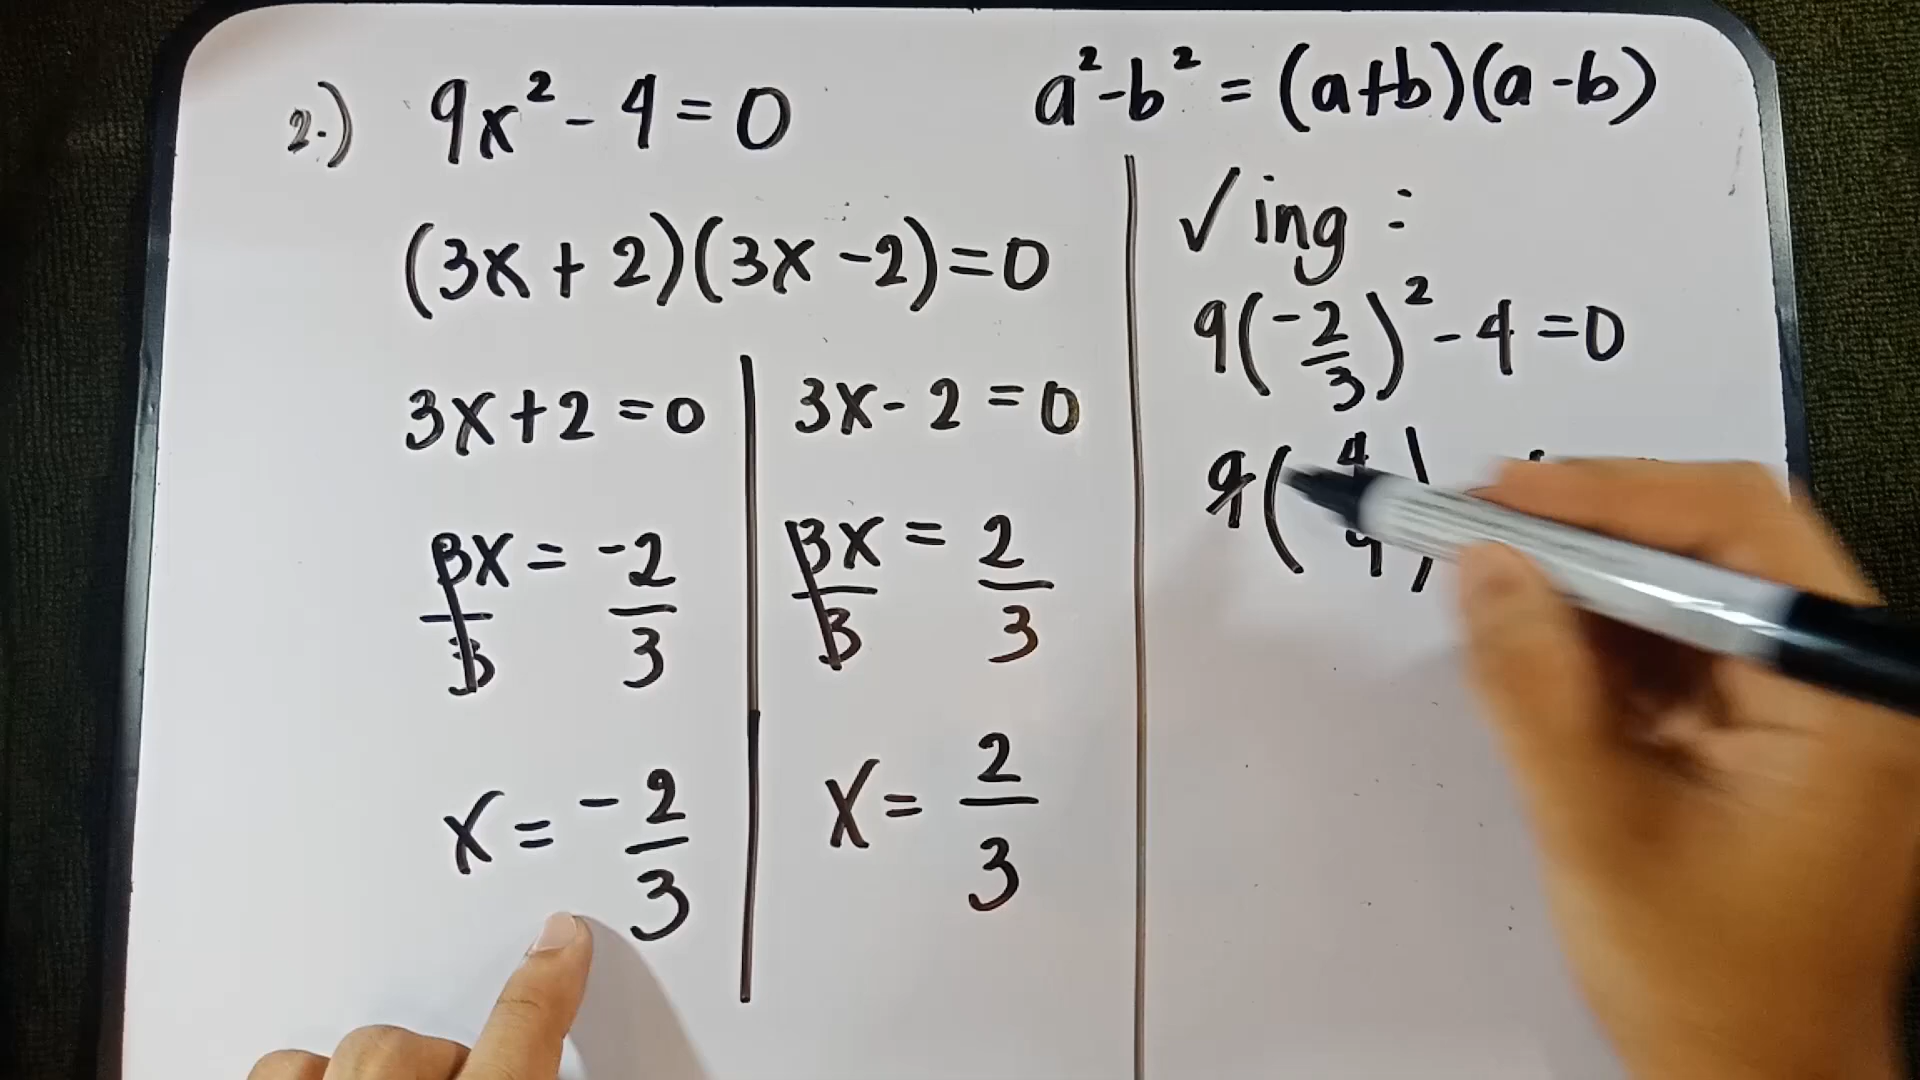 2.) 9x² - 4 = 0
a² - b² = (a+b)(a-b)
(3x + 2)(3x - 2) = 0
3x + 2 = 0
3x/3 = -2/3
x = -2/3
3x - 2 = 0
3x/3 = 2/3
x = 2/3
√ing :
9(-2/3)² - 4 = 0
9(4/9)